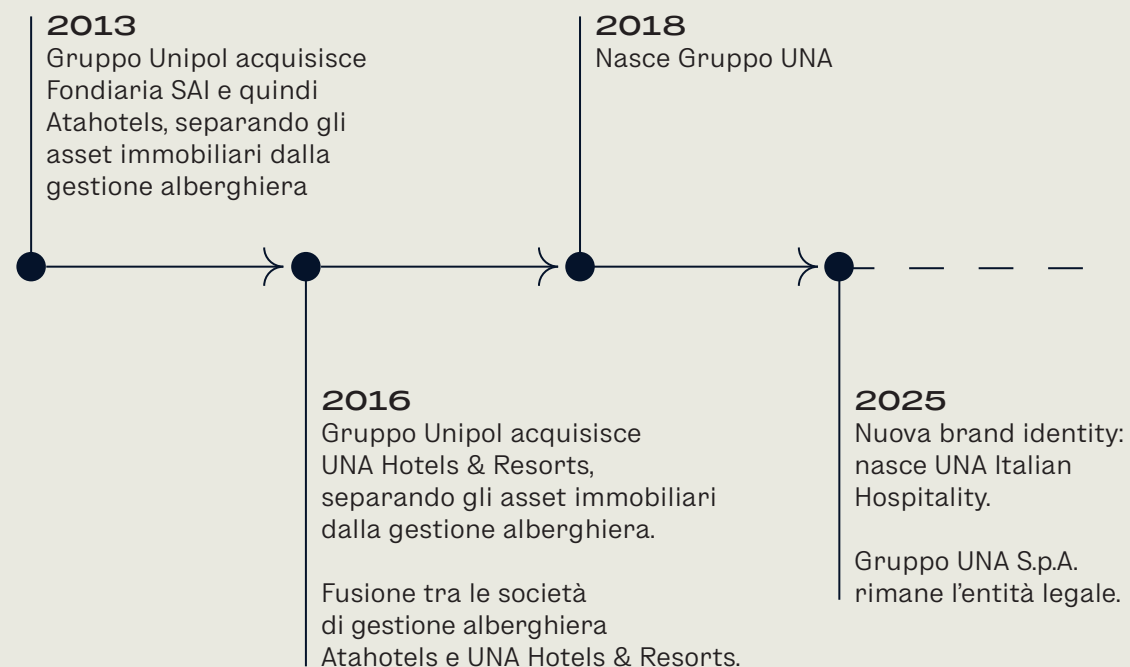 2013
Gruppo Unipol acquisisce
Fondiaria SAI e quindi
Atahotels, separando gli
asset immobiliari dalla
gestione alberghiera
2016
Gruppo Unipol acquisisce
UNA Hotels & Resorts,
separando gli asset immobiliari
dalla gestione alberghiera.
Fusione tra le società
di gestione alberghiera
Atahotels e UNA Hotels & Resorts.
2018
Nasce Gruppo UNA
2025
Nuova brand identity:
nasce UNA Italian
Hospitality.
Gruppo UNA S.p.A.
rimane l’entità legale.